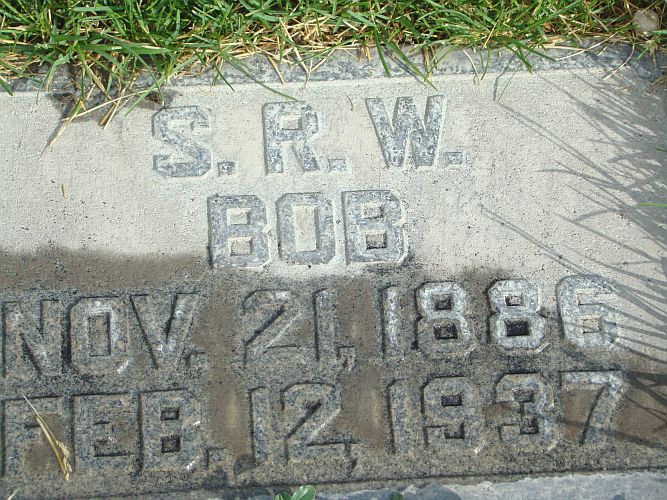 S. R. W.
BOB
NOV. 21, 1886
FEB. 12, 1937